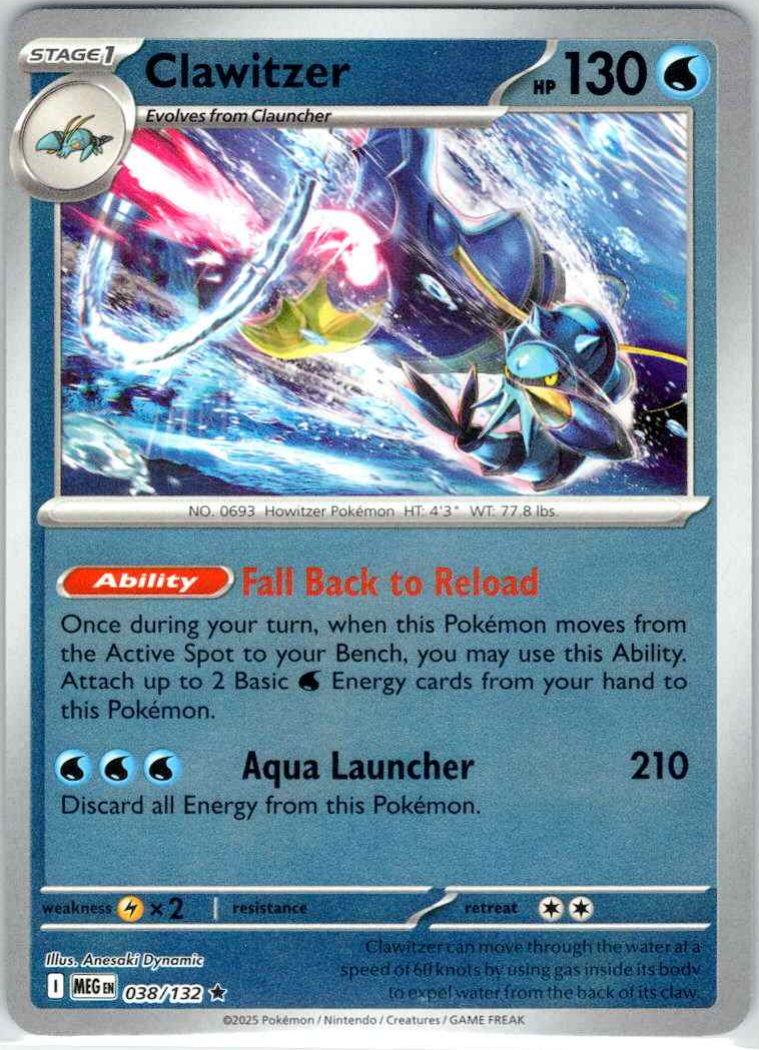 STAGE1
Clawitzer
HP 130
Evolves from Clauncher
NO. 0693 Howitzer Pokémon HT: 4'3" WT: 77.8 lbs.
Ability Fall Back to Reload
Once during your turn, when this Pokémon moves from
the Active Spot to your Bench, you may use this Ability.
Attach up to 2 Basic Energy cards from your hand to
this Pokémon.
Aqua Launcher 210
Discard all Energy from this Pokémon.
weakness ×2 resistance retreat
Illus. Anesaki Dynamic
Clawitzer can move through the water at a
speed of 60 knots by using gas inside its body
to expel water from the back of its claw.
I MEG EN 038/132
©2025 Pokémon / Nintendo / Creatures / GAME FREAK